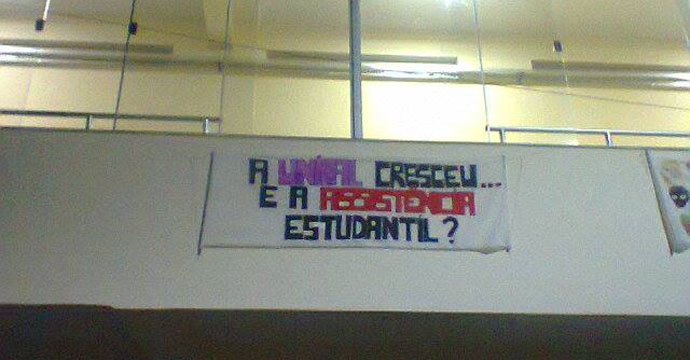 A UNIFAL CRESCEU...
E A ASSISTÊNCIA
ESTUDANTIL?